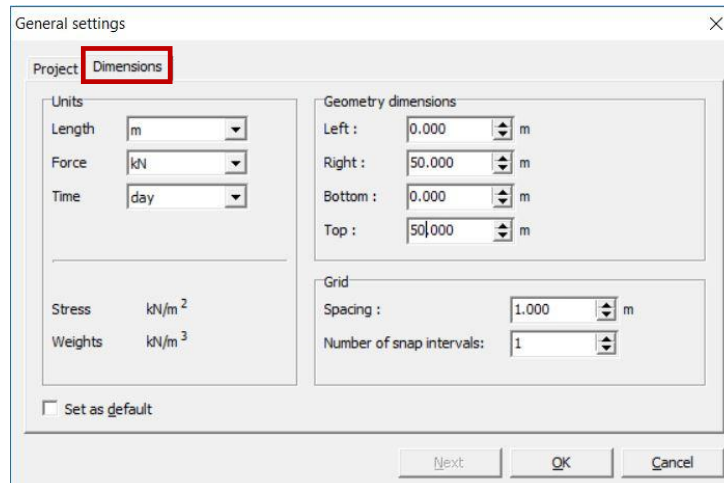 General settings
Project Dimensions
Units
Length m
Force kN
Time day
Stress kN/m²
Weights kN/m³
Geometry dimensions
Left : 0.000 m
Right : 50.000 m
Bottom : 0.000 m
Top : 50.000 m
Grid
Spacing : 1.000 m
Number of snap intervals: 1
Set as default
Next OK Cancel